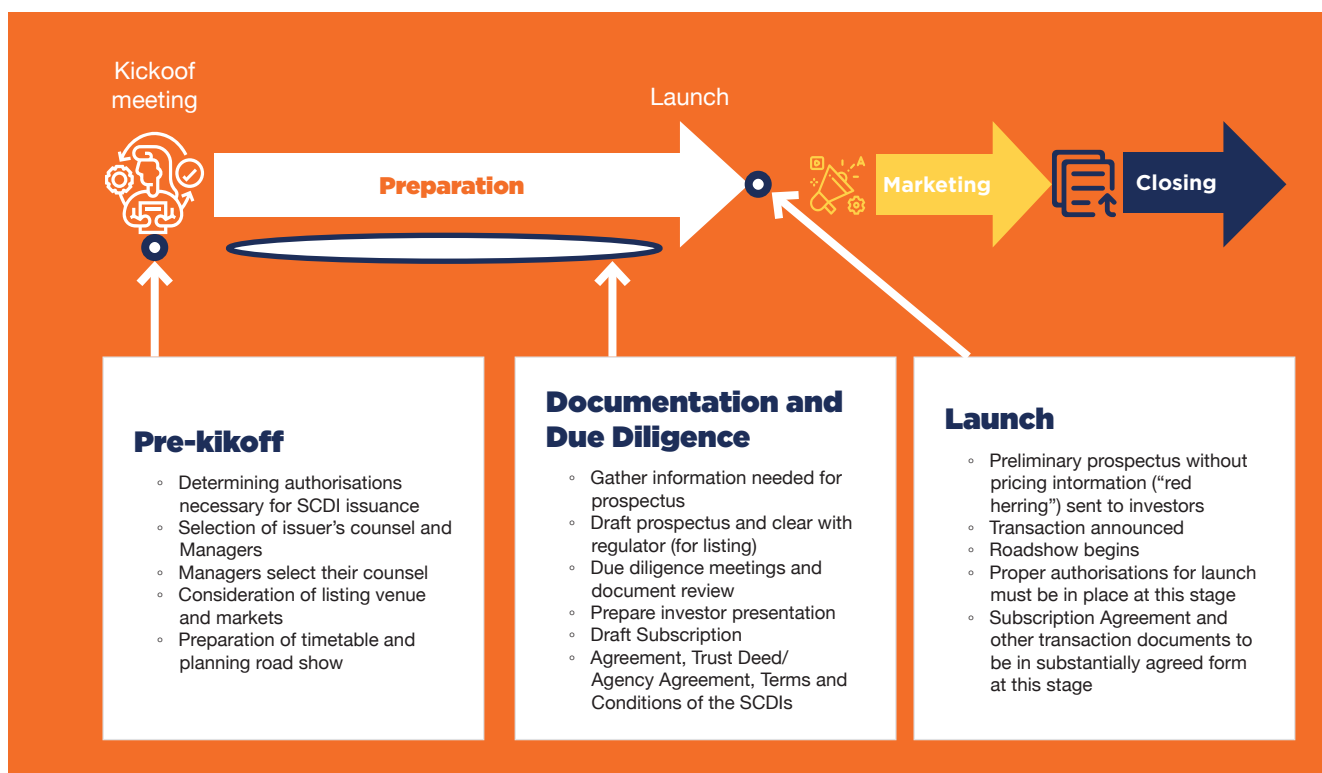 Kickoof
meeting
Launch
Preparation
D
A
Marketing
Closing
Pre-kikoff
◦ Determining authorisations
necessary for SCDI issuance
◦ Selection of issuer’s counsel and
Managers
◦ Managers select their counsel
◦ Consideration of listing venue
and markets
◦ Preparation of timetable and
planning road show
Documentation and
Due Diligence
◦ Gather information needed for
prospectus
◦ Draft prospectus and clear with
regulator (for listing)
◦ Due diligence meetings and
document review
◦ Prepare investor presentation
◦ Draft Subscription
◦ Agreement, Trust Deed/
Agency Agreement, Terms and
Conditions of the SCDIs
Launch
◦ Preliminary prospectus without
pricing intormation (“red
herring”) sent to investors
◦ Transaction announced
◦ Roadshow begins
◦ Proper authorisations for launch
must be in place at this stage
◦ Subscription Agreement and
other transaction documents to
be in substantially agreed form
at this stage